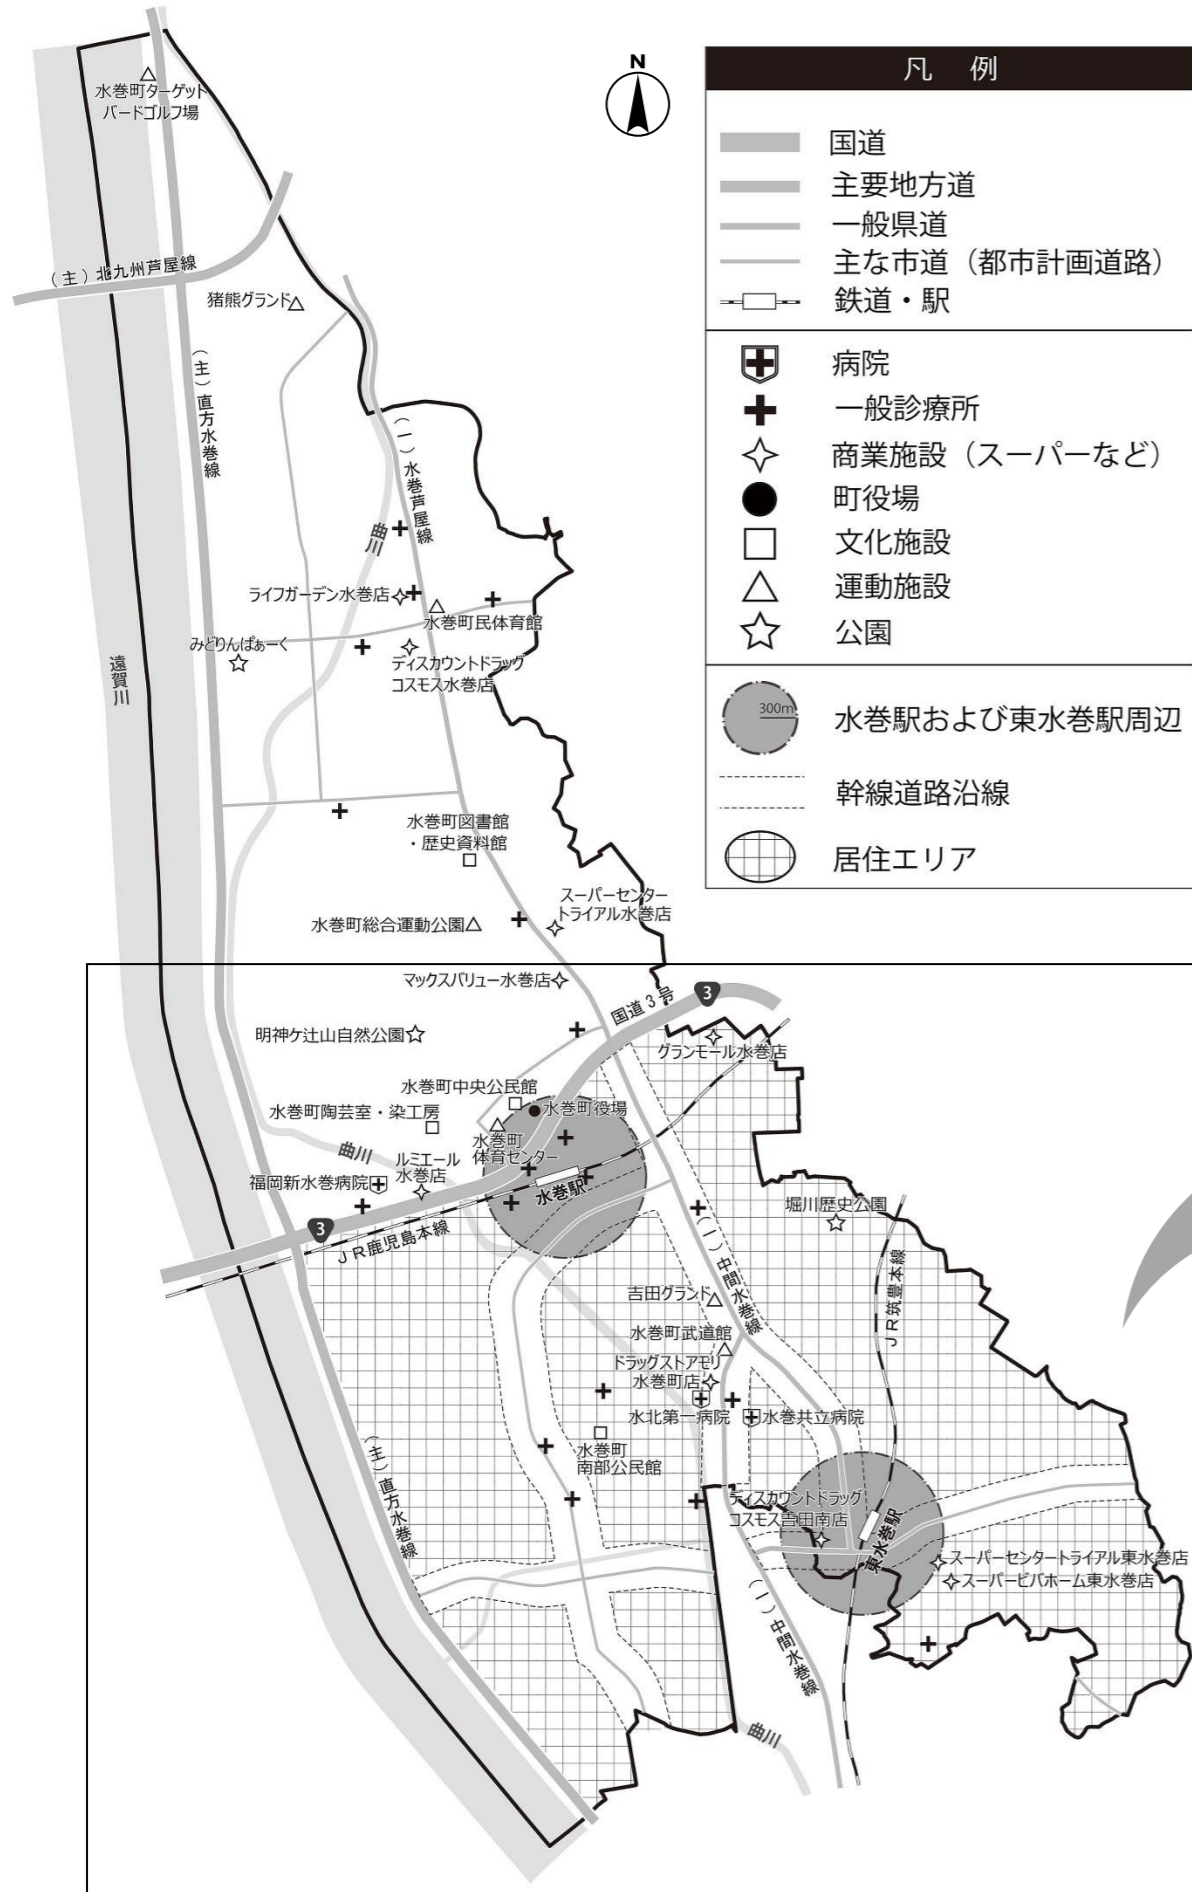 N
凡 例
国道
主要地方道
一般県道
主な市道（都市計画道路）
鉄道・駅
病院
一般診療所
商業施設（スーパーなど）
町役場
文化施設
運動施設
公園
300m
水巻駅および東水巻駅周辺
幹線道路沿線
居住エリア
水巻町ターゲット
バードゴルフ場
（主）北九州芦屋線
猪熊グランド
（主）直方水巻線
（一）水巻芦屋線
曲川
ライフガーデン水巻店
水巻町民体育館
みどりんぱぁーく
ディスカウントドラッグ
コスモス水巻店
遠賀川
水巻町図書館
・歴史資料館
スーパーセンター
トライアル水巻店
水巻町総合運動公園
マックスバリュー水巻店
国道3号
3
明神ケ辻山自然公園
グランモール水巻店
水巻町中央公民館
水巻町役場
水巻町陶芸室・染工房
水巻町
体育センター
曲川
ルミエール
水巻店
福岡新水巻病院
水巻駅
3
JR鹿児島本線
堀川歴史公園
（一）中間水巻線
JR筑豊本線
吉田グランド
水巻町武道館
ドラッグストアモリ
水巻町店
水北第一病院
水巻共立病院
水巻町
南部公民館
（主）直方水巻線
ディスカウントドラッグ
コスモス吉田南店
東水巻駅
スーパーセンタートライアル東水巻店
スーパービバホーム東水巻店
（一）中間水巻線
曲川